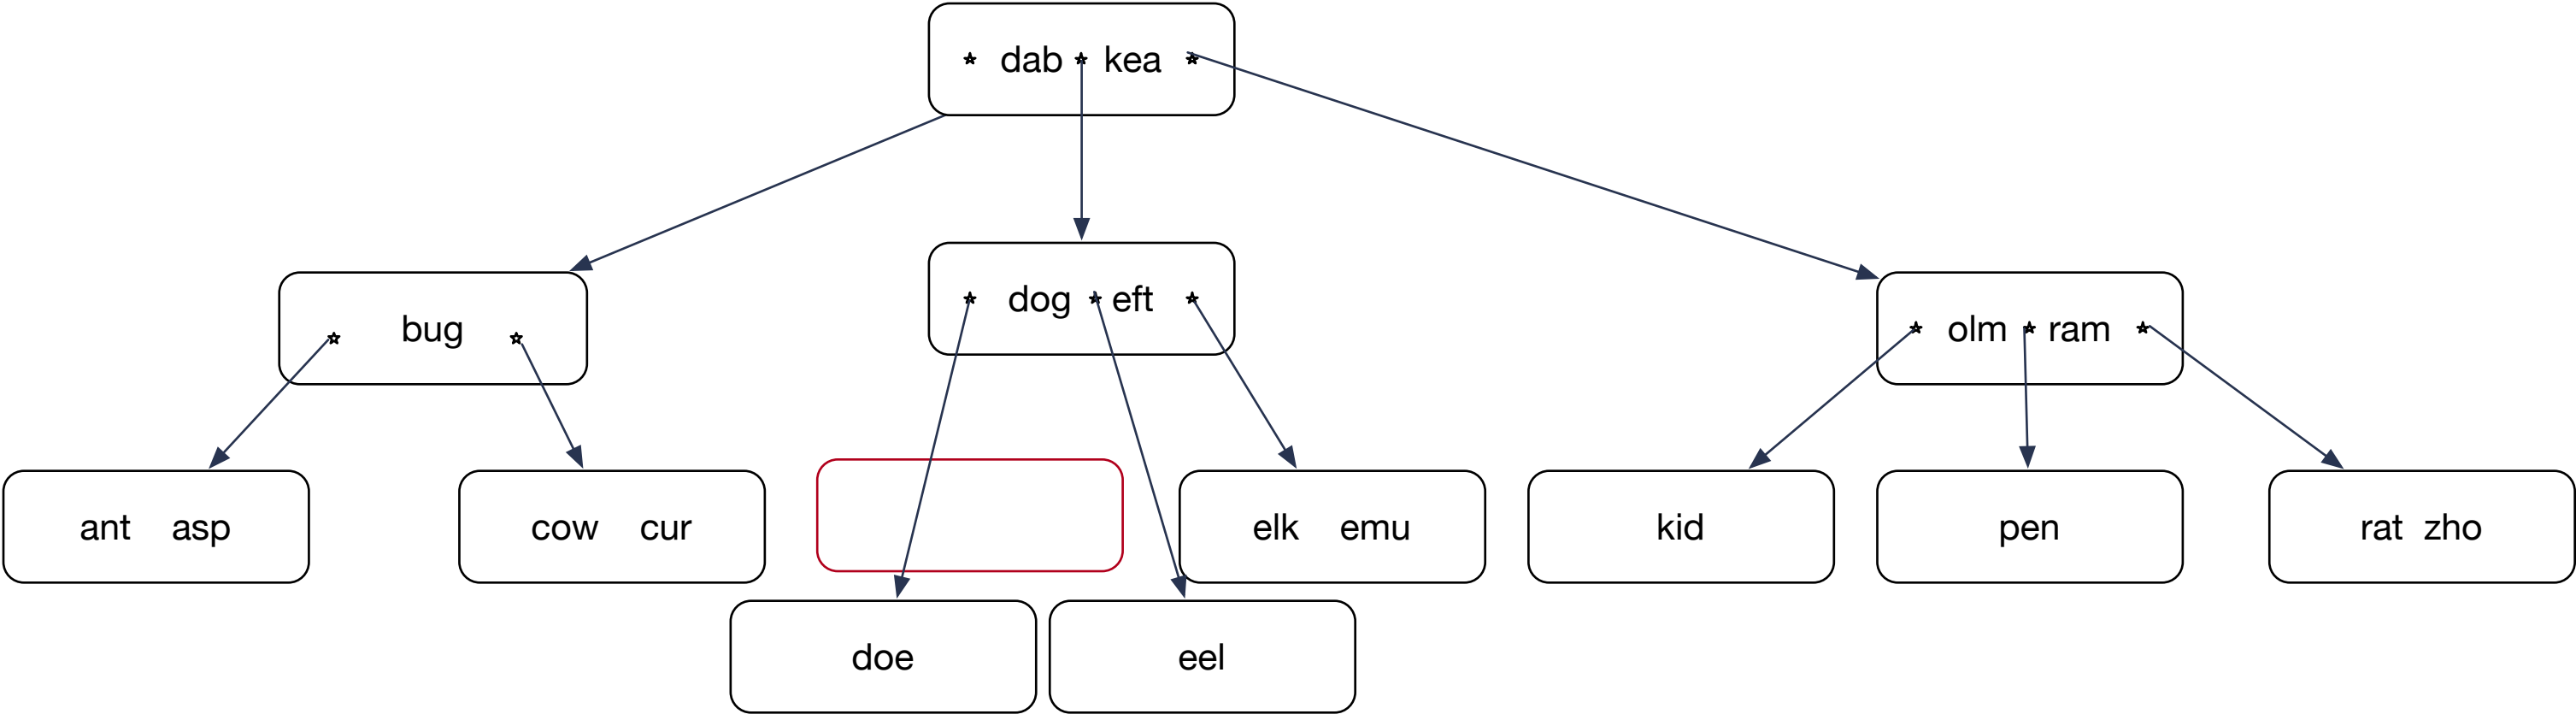 dab kea
bug
dog eft
olm ram
ant asp
cow cur
elk emu
kid
pen
rat zho
doe
eel